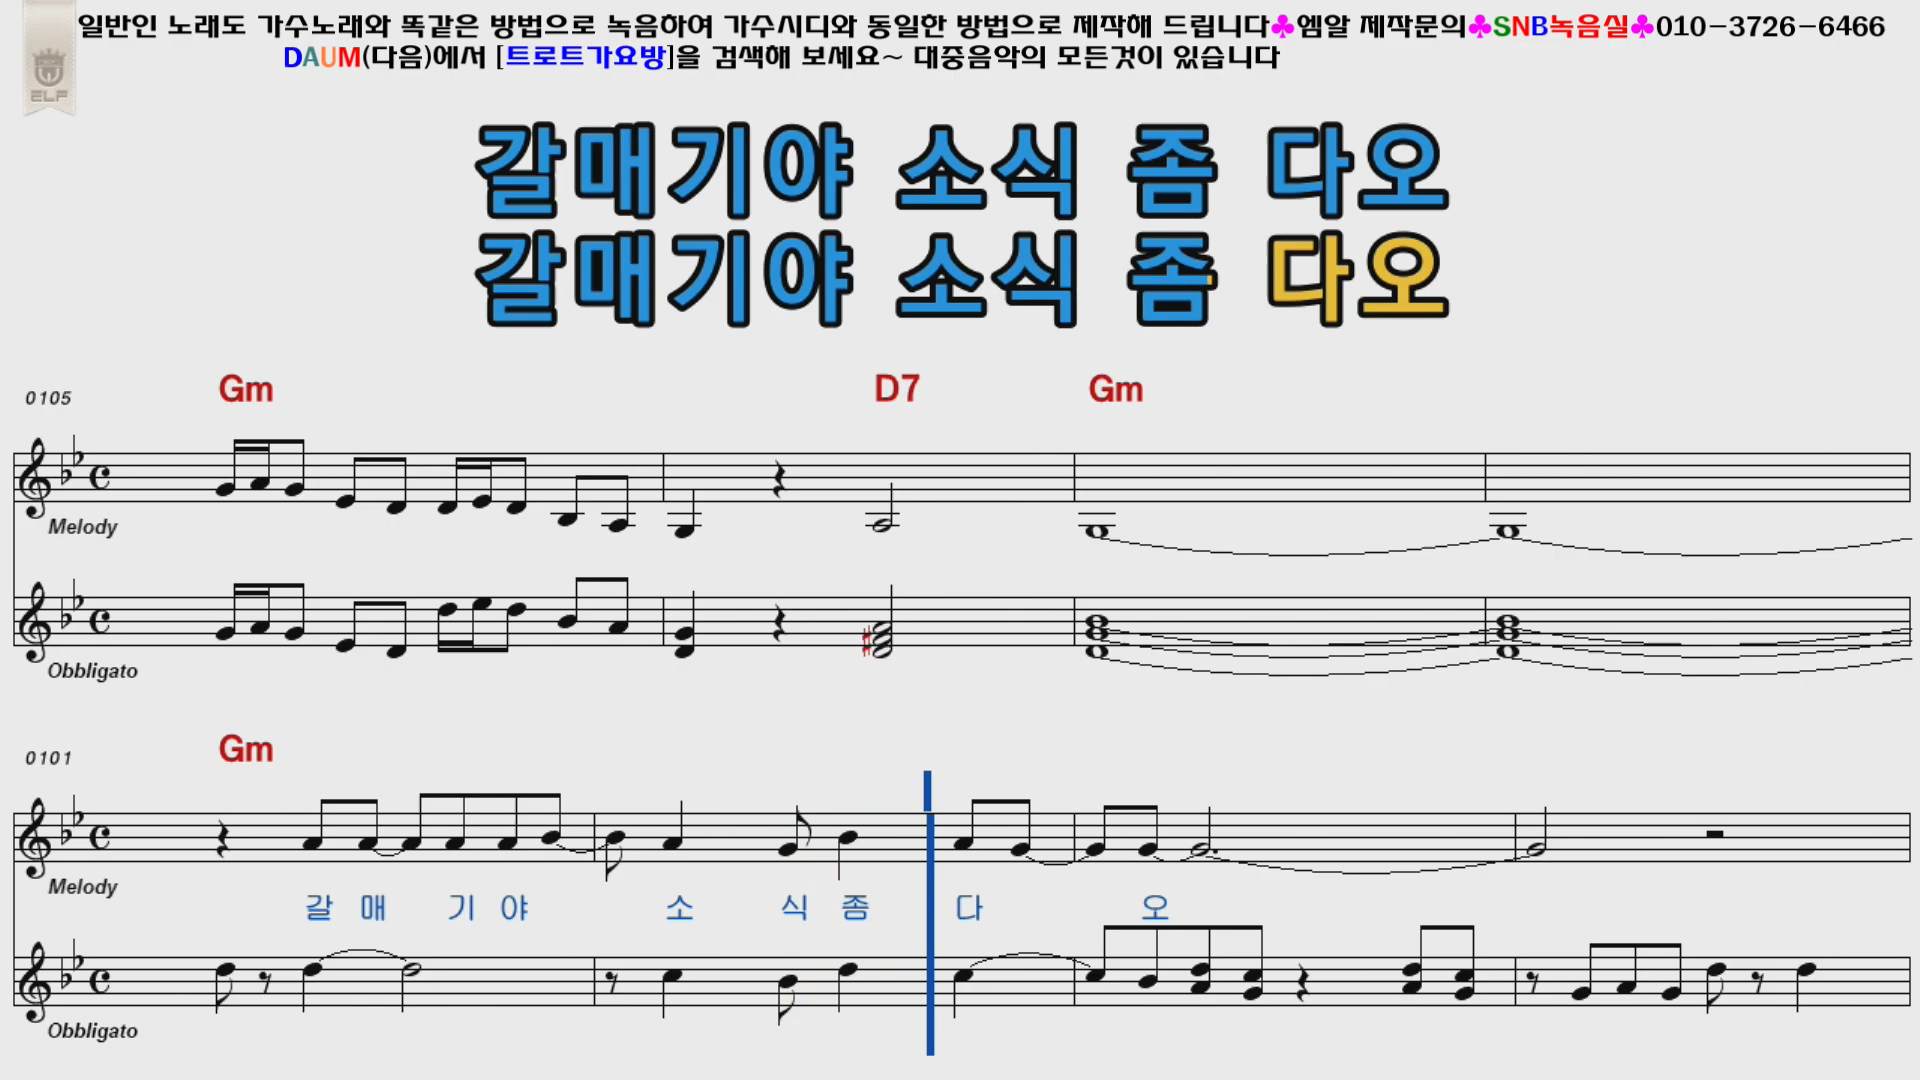 일반인 노래도 가수노래와 똑같은 방법으로 녹음하여 가수시디와 동일한 방법으로 제작해 드립니다♣엠알 제작문의♣SNB녹음실♣010-3726-6466
DAUM(다음)에서 [트로트가요방]을 검색해 보세요~ 대중음악의 모든것이 있습니다
ELF
갈매기야 소식 좀 다오
갈매기야 소식 좀 다오
0105 Gm D7 Gm
Melody
Obbligato
0101 Gm
Melody
갈 매 기 야 소 식 좀 다 오
Obbligato